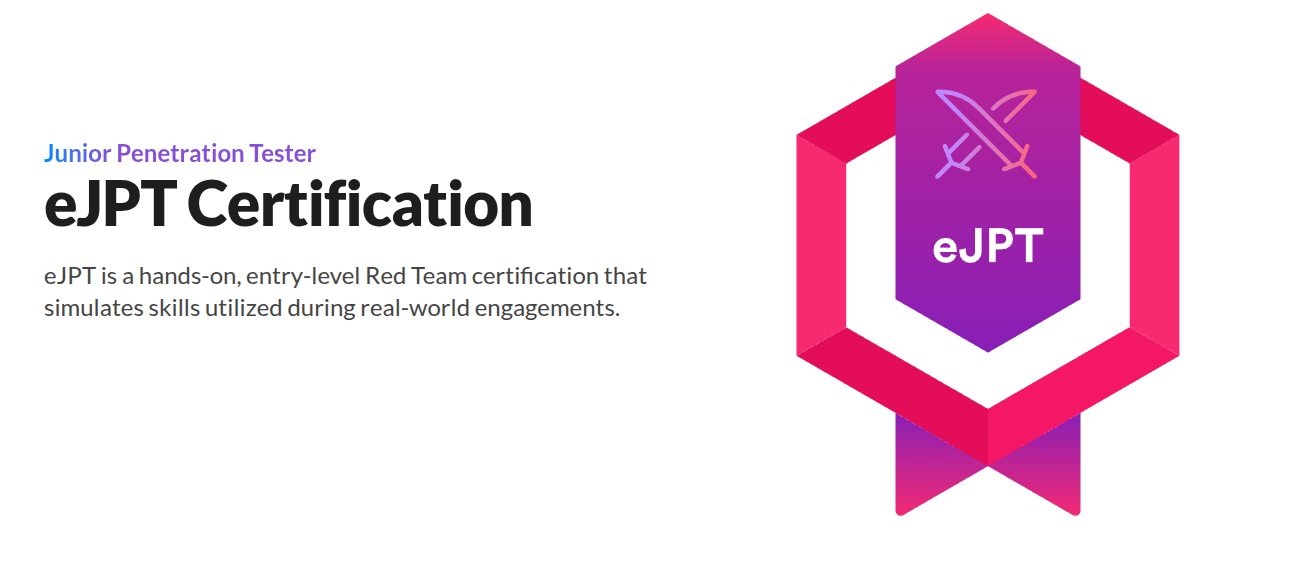 Junior Penetration Tester
eJPT Certification
eJPT is a hands-on, entry-level Red Team certification that
simulates skills utilized during real-world engagements.
eJPT